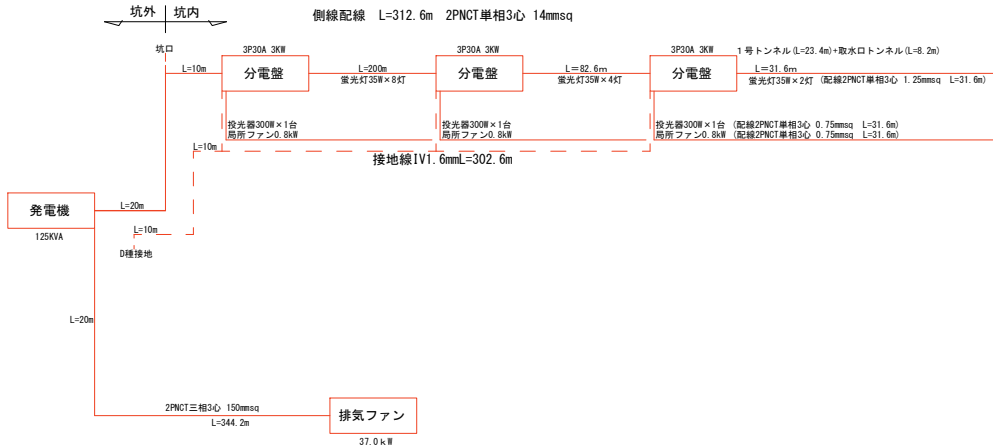 側線配線　L=312.6m　2PNCT単相3心 14mmsq
坑外 坑内
坑口
3P30A 3KW
3P30A 3KW
3P30A 3KW
1号トンネル(L=23.4m)+取水口トンネル(L=8.2m)
L=10m
分電盤
L=200m
蛍光灯35W×8灯
分電盤
L=82.6m
蛍光灯35W×4灯
分電盤
L=31.6m
蛍光灯35W×2灯 (配線2PNCT単相3心 1.25mmsq L=31.6m)
投光器300W×1台
局所ファン0.8kW
投光器300W×1台
局所ファン0.8kW
投光器300W×1台 (配線2PNCT単相3心 0.75mmsq L=31.6m)
局所ファン0.8kW (配線2PNCT単相3心 0.75mmsq L=31.6m)
L=10m
接地線IV1.6mmL=302.6m
発電機
125KVA
L=20m
L=10m
D種接地
L=20m
2PNCT三相3心 150mmsq
L=344.2m
排気ファン
37.0kW